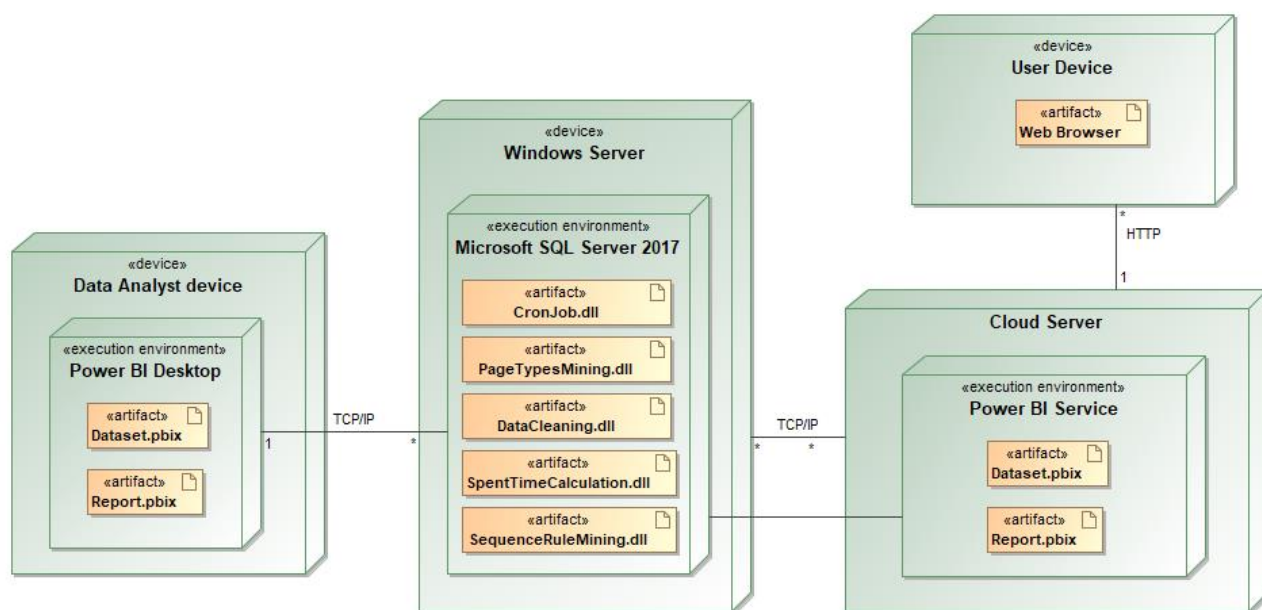 «device»
Data Analyst device
«execution environment»
Power BI Desktop
«artifact»
Dataset.pbix
«artifact»
Report.pbix
1
TCP/IP
*
«device»
Windows Server
«execution environment»
Microsoft SQL Server 2017
«artifact»
CronJob.dll
«artifact»
PageTypesMining.dll
«artifact»
DataCleaning.dll
«artifact»
SpentTimeCalculation.dll
«artifact»
SequenceRuleMining.dll
TCP/IP
*
*
«device»
User Device
«artifact»
Web Browser
*
HTTP
1
Cloud Server
«execution environment»
Power BI Service
«artifact»
Dataset.pbix
«artifact»
Report.pbix